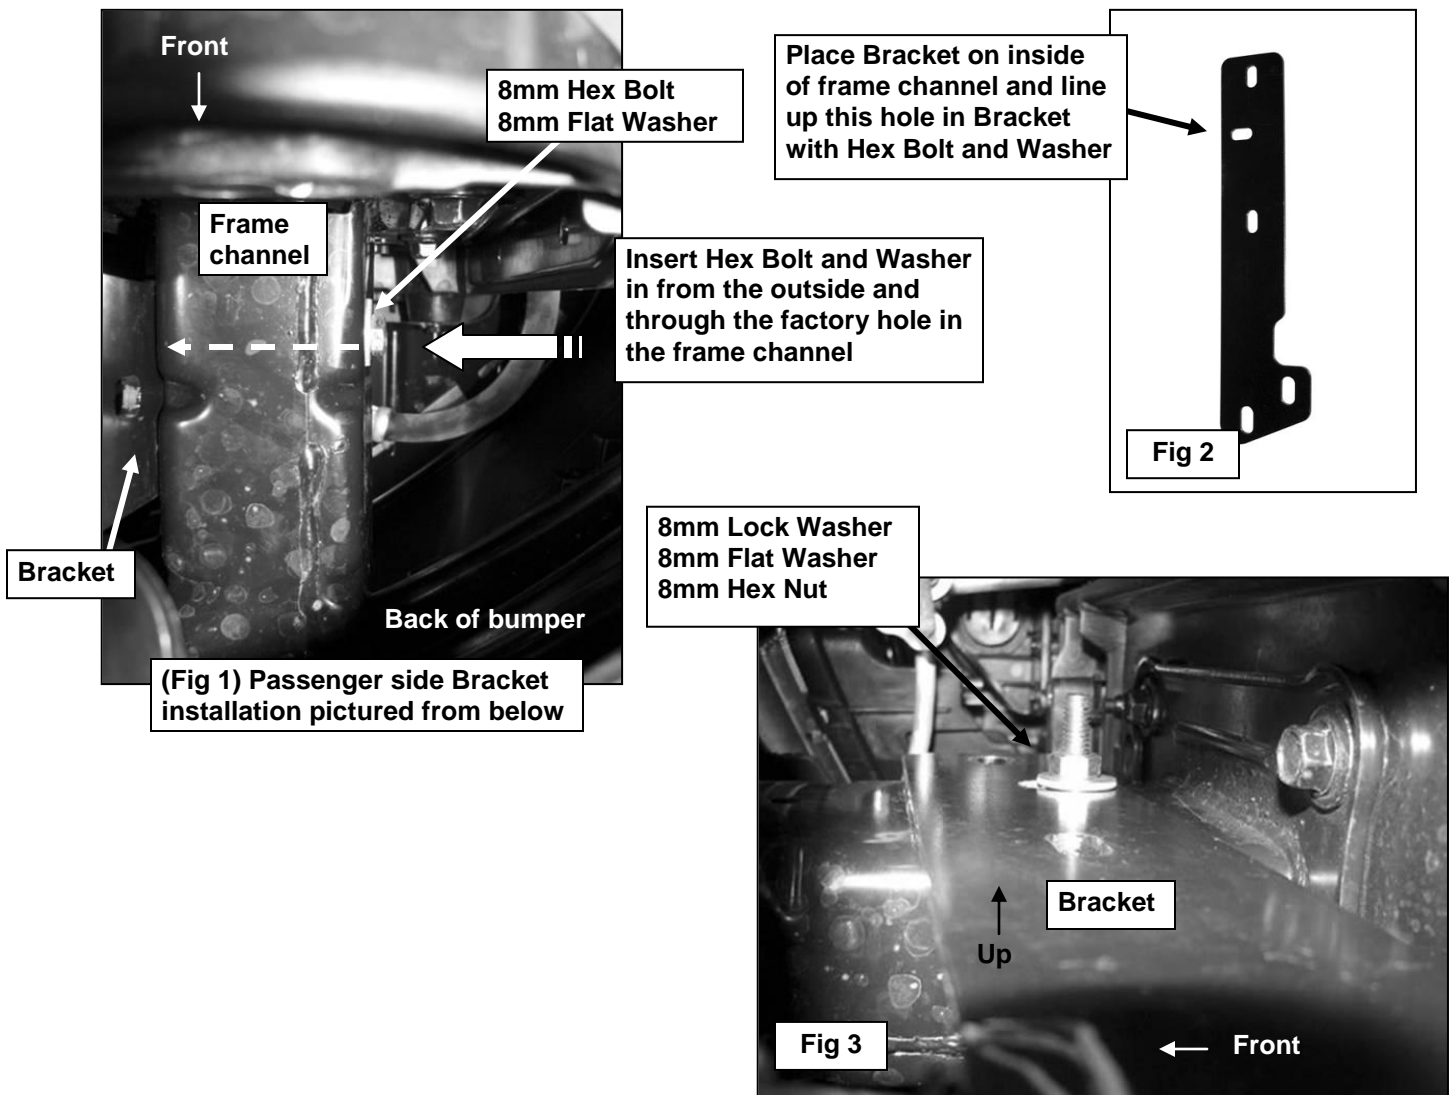 Front
8mm Hex Bolt
8mm Flat Washer
Frame
channel
Insert Hex Bolt and Washer
in from the outside and
through the factory hole in
the frame channel
Bracket
Back of bumper
(Fig 1) Passenger side Bracket
installation pictured from below
Place Bracket on inside
of frame channel and line
up this hole in Bracket
with Hex Bolt and Washer
Fig 2
8mm Lock Washer
8mm Flat Washer
8mm Hex Nut
Bracket
Up
Fig 3
Front